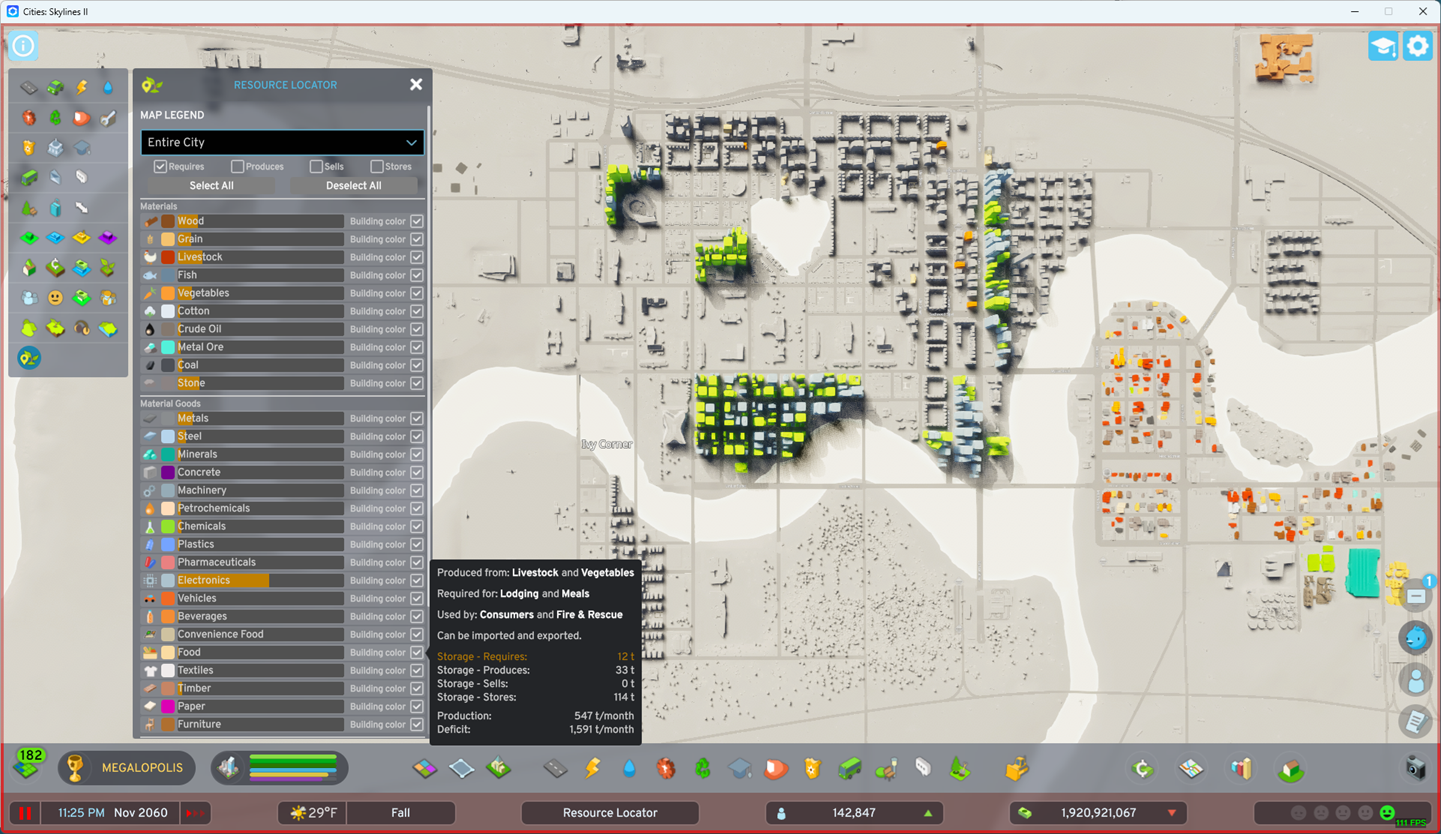 Cities: Skylines II
RESOURCE LOCATOR
MAP LEGEND
Entire City
Requires Produces Sells Stores
Select All Deselect All
Materials
Wood Building color
Grain Building color
Livestock Building color
Fish Building color
Vegetables Building color
Cotton Building color
Crude Oil Building color
Metal Ore Building color
Coal Building color
Stone Building color
Material Goods
Metals Building color
Steel Building color
Minerals Building color
Concrete Building color
Machinery Building color
Petrochemicals Building color
Chemicals Building color
Plastics Building color
Pharmaceuticals Building color
Electronics Building color
Vehicles Building color
Beverages Building color
Convenience Food Building color
Food Building color
Textiles Building color
Timber Building color
Paper Building color
Furniture Building color
Ivy Corner
Produced from: Livestock and Vegetables
Required for: Lodging and Meals
Used by: Consumers and Fire & Rescue
Can be imported and exported.
Storage - Requires: 12 t
Storage - Produces: 33 t
Storage - Sells: 0 t
Storage - Stores: 114 t
Production: 547 t/month
Deficit: 1,591 t/month
1
182
MEGALOPOLIS
11:25 PM Nov 2060
29°F Fall
Resource Locator
142,847
1,920,921,067
111 FPS